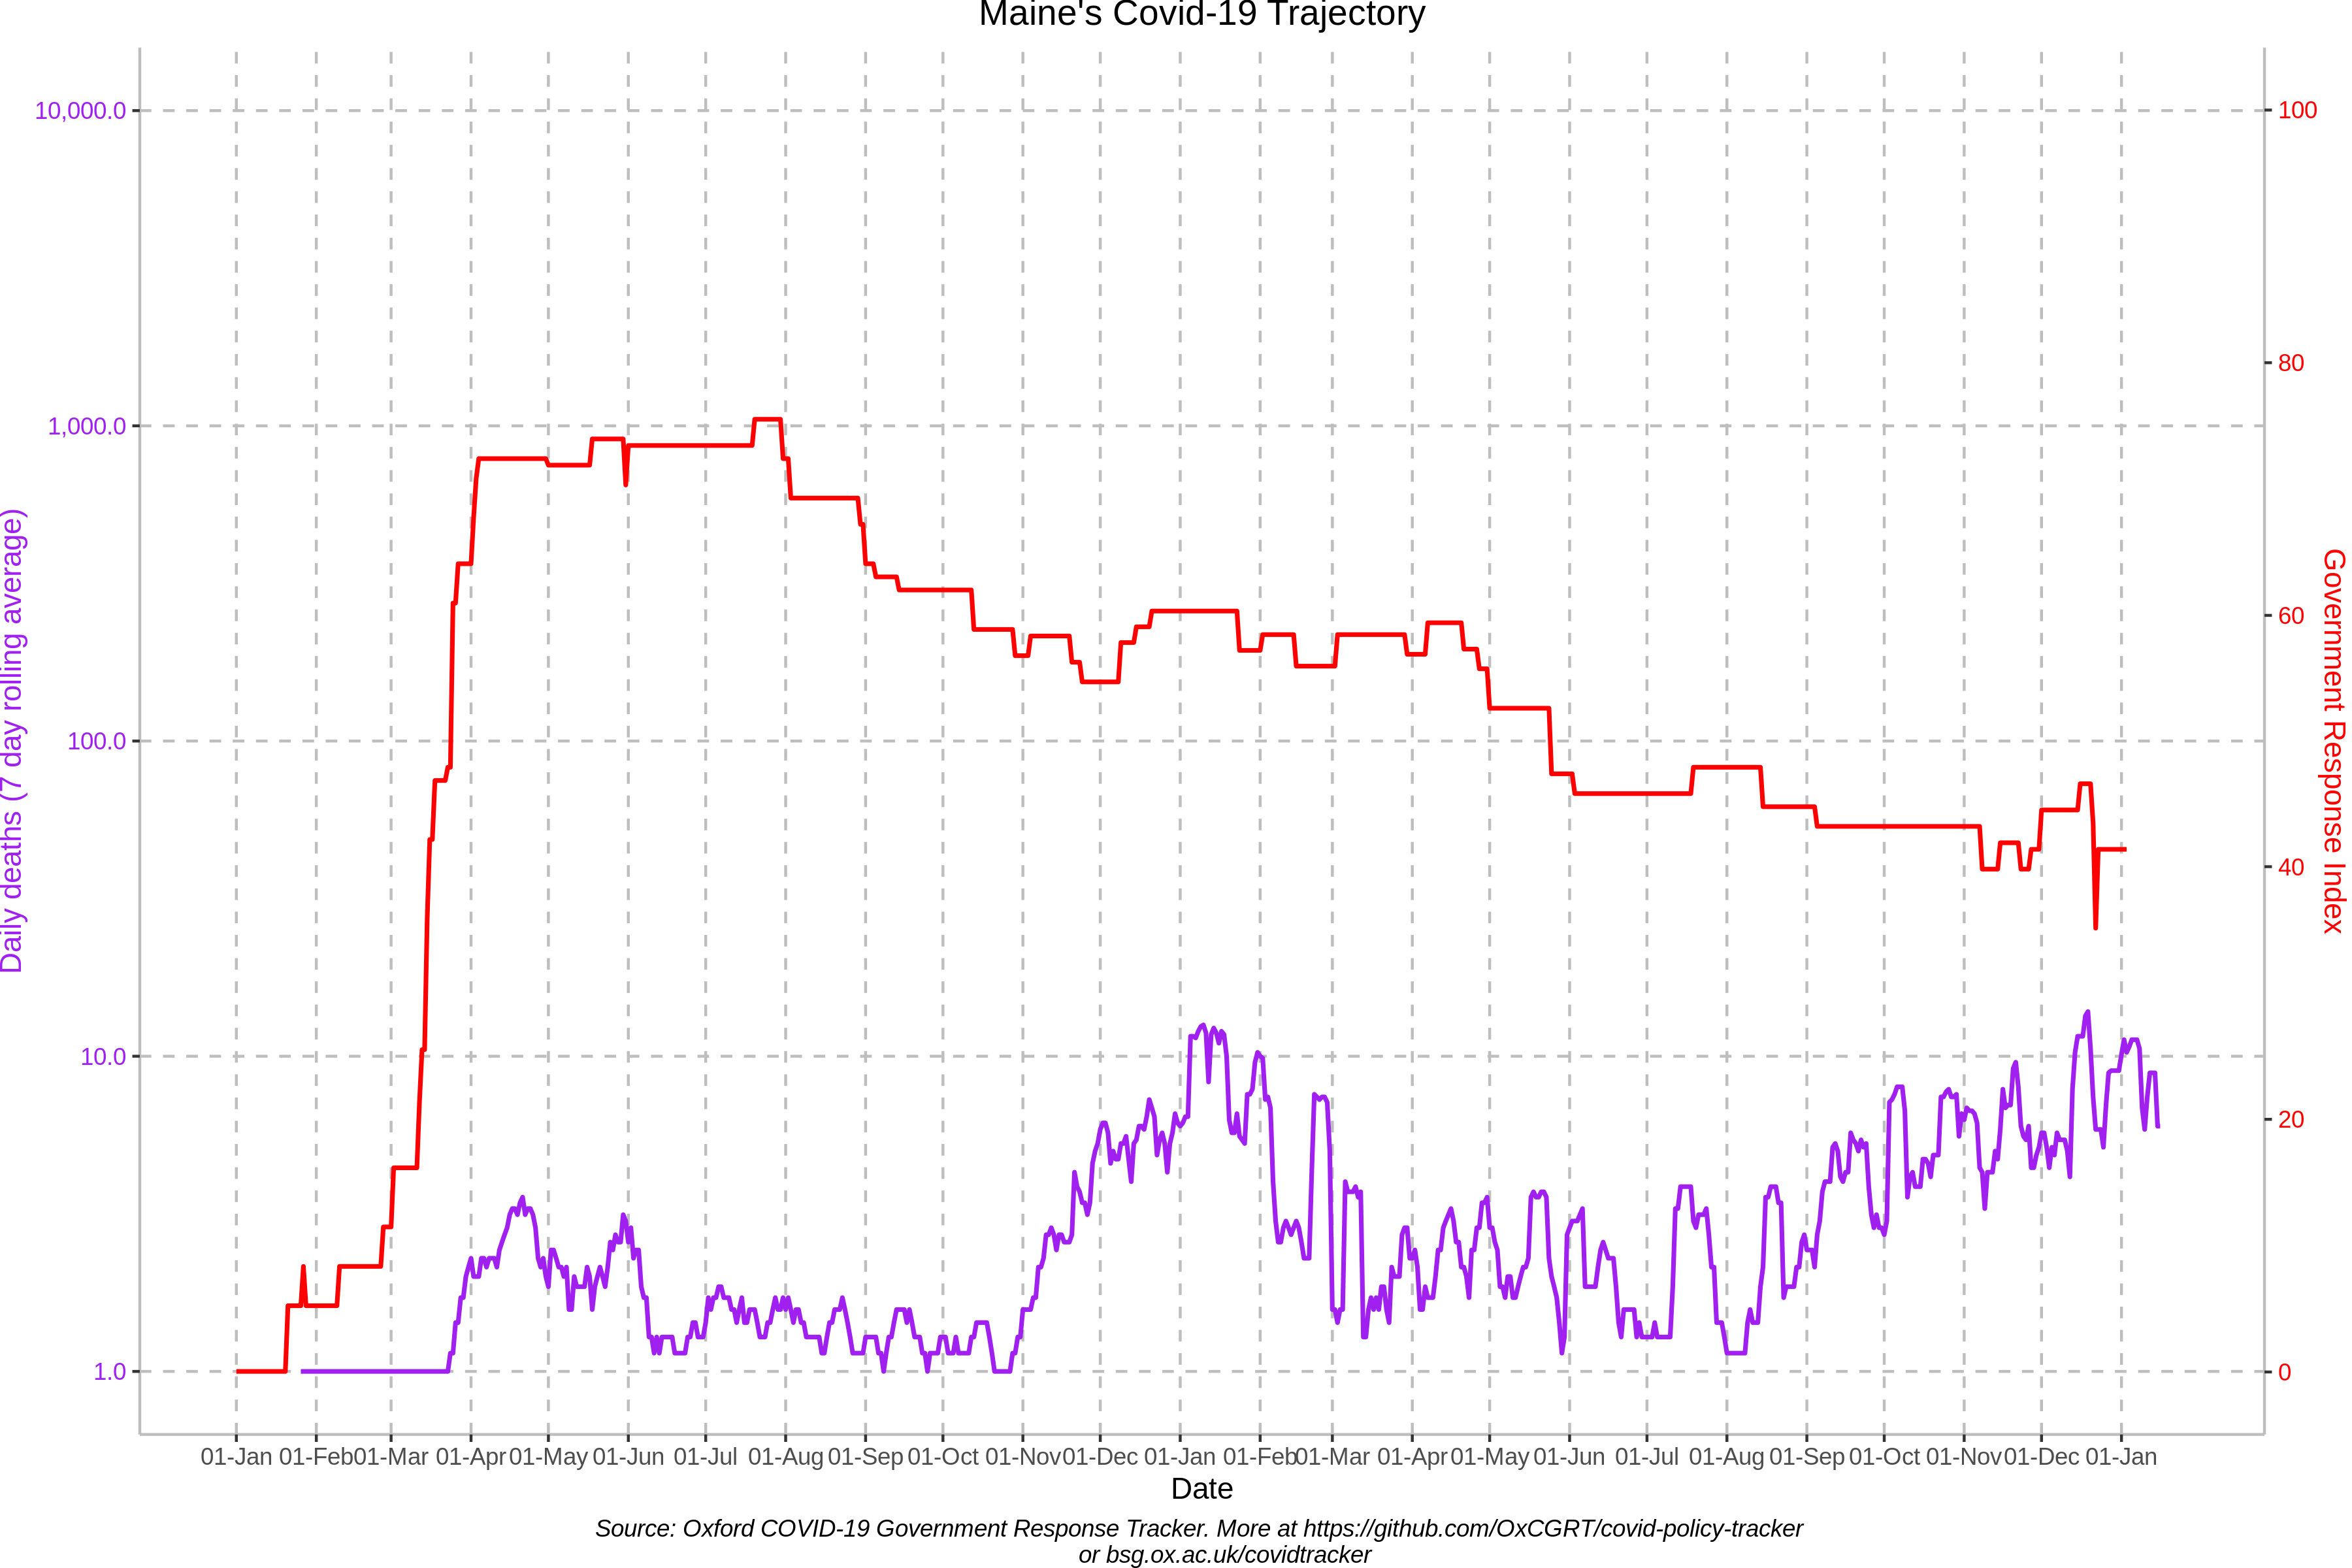 Maine's Covid-19 Trajectory
10,000.0
1,000.0
100.0
10.0
1.0
Daily deaths (7 day rolling average)
100
80
60
40
20
0
Government Response Index
01-Jan 01-Feb 01-Mar 01-Apr 01-May 01-Jun 01-Jul 01-Aug 01-Sep 01-Oct 01-Nov 01-Dec 01-Jan 01-Feb 01-Mar 01-Apr 01-May 01-Jun 01-Jul 01-Aug 01-Sep 01-Oct 01-Nov 01-Dec 01-Jan
Date
Source: Oxford COVID-19 Government Response Tracker. More at https://github.com/OxCGRT/covid-policy-tracker
or bsg.ox.ac.uk/covidtracker